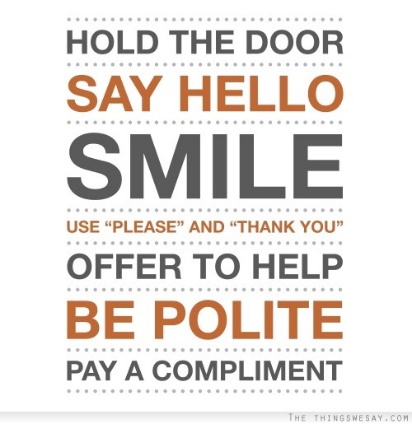 HOLD THE DOOR
SAY HELLO
SMILE
USE “PLEASE” AND “THANK YOU”
OFFER TO HELP
BE POLITE
PAY A COMPLIMENT
THE THINGSWESAY.COM